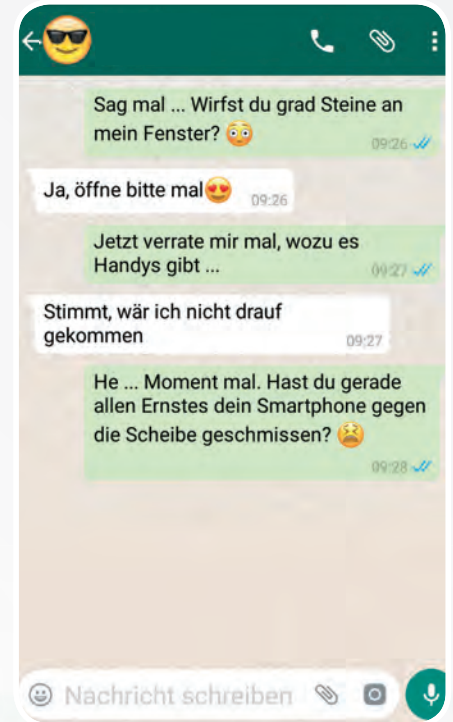 Sag mal ... Wirfst du grad Steine an
mein Fenster? 😳
09:26
Ja, öffne bitte mal😍
09:26
Jetzt verrate mir mal, wozu es
Handys gibt ...
09:27
Stimmt, wär ich nicht drauf
gekommen
09:27
He ... Moment mal. Hast du gerade
allen Ernstes dein Smartphone gegen
die Scheibe geschmissen? 😫
09:28
Nachricht schreiben